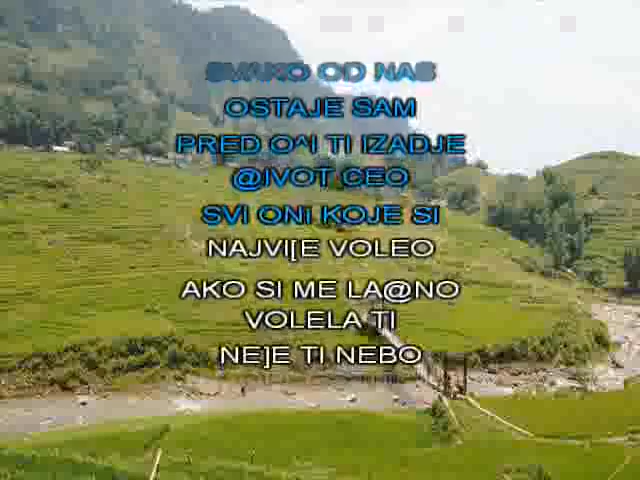 SVAKO OD NAS
OSTAJE SAM
PRED O^I TI IZADJE
@IVOT CEO
SVI ONi KOJE SI
NAJVI[E VOLEO
AKO SI ME LA@NO
VOLELA TI
NE]E TI NEBO